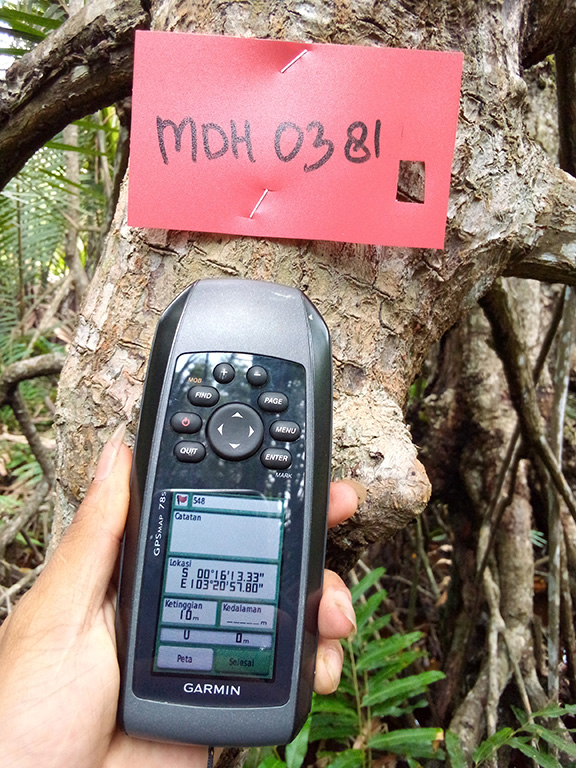 MDH 0381
MOB
FIND
PAGE
MENU
QUIT
ENTER
MARK
GPSMAP 78s
548
Catatan
Lokasi
S 00°16'13.33"
E 103°20'57.80"
Ketinggian Kedalaman
10m _____m
U 0m
Peta Selesai
GARMIN